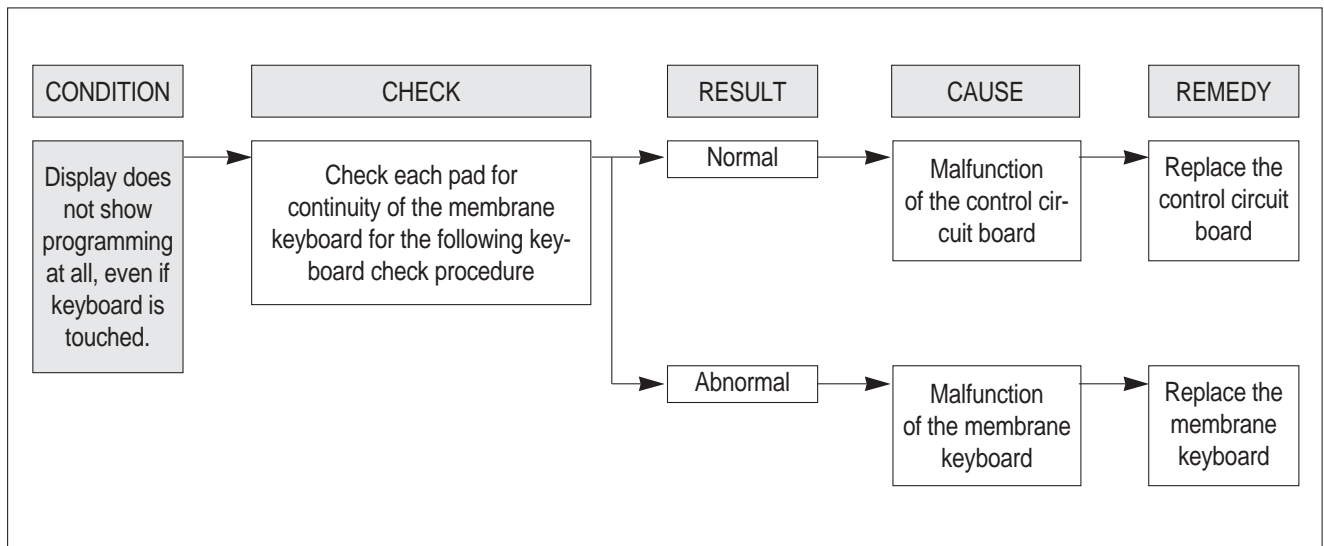 CONDITION
CHECK
RESULT
CAUSE
REMEDY
Display does
not show
programming
at all, even if
keyboard is
touched.
Check each pad for
continuity of the membrane
keyboard for the following key-
board check procedure
Normal
Malfunction
of the control cir-
cuit board
Replace the
control circuit
board
Abnormal
Malfunction
of the membrane
keyboard
Replace the
membrane
keyboard